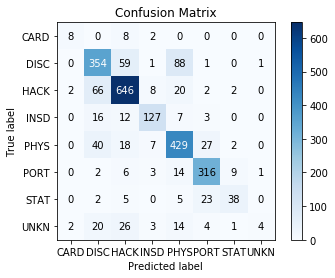 Confusion Matrix
CARD 8 0 8 2 0 0 0 0
DISC 0 354 59 1 88 1 0 1
HACK 2 66 646 8 20 2 2 0
INSD 0 16 12 127 7 3 0 0
PHYS 0 40 18 7 429 27 2 0
PORT 0 2 6 3 14 316 9 1
STAT 0 2 5 0 5 23 38 0
UNKN 2 20 26 3 14 4 1 4
CARD DISC HACK INSD PHYS PORT STAT UNKN
Predicted label
True label
600
500
400
300
200
100
0